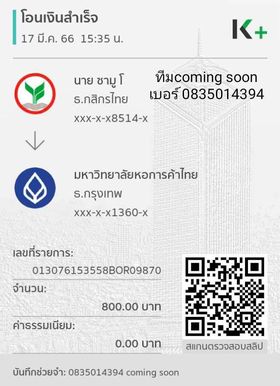 โอนเงินสำเร็จ
17 มี.ค. 66 15:35 น.
K+
นาย ชามู โ
ธ.กสิกรไทย
xxx-x-x8514-x
ทีมcoming soon
เบอร์ 0835014394
มหาวิทยาลัยหอการค้าไทย
ธ.กรุงเทพ
xxx-x-x1360-x
เลขที่รายการ:
013076153558BOR09870
จำนวน:
800.00 บาท
ค่าธรรมเนียม:
0.00 บาท
สแกนตรวจสอบสลิป
บันทึกช่วยจำ: 0835014394 coming soon